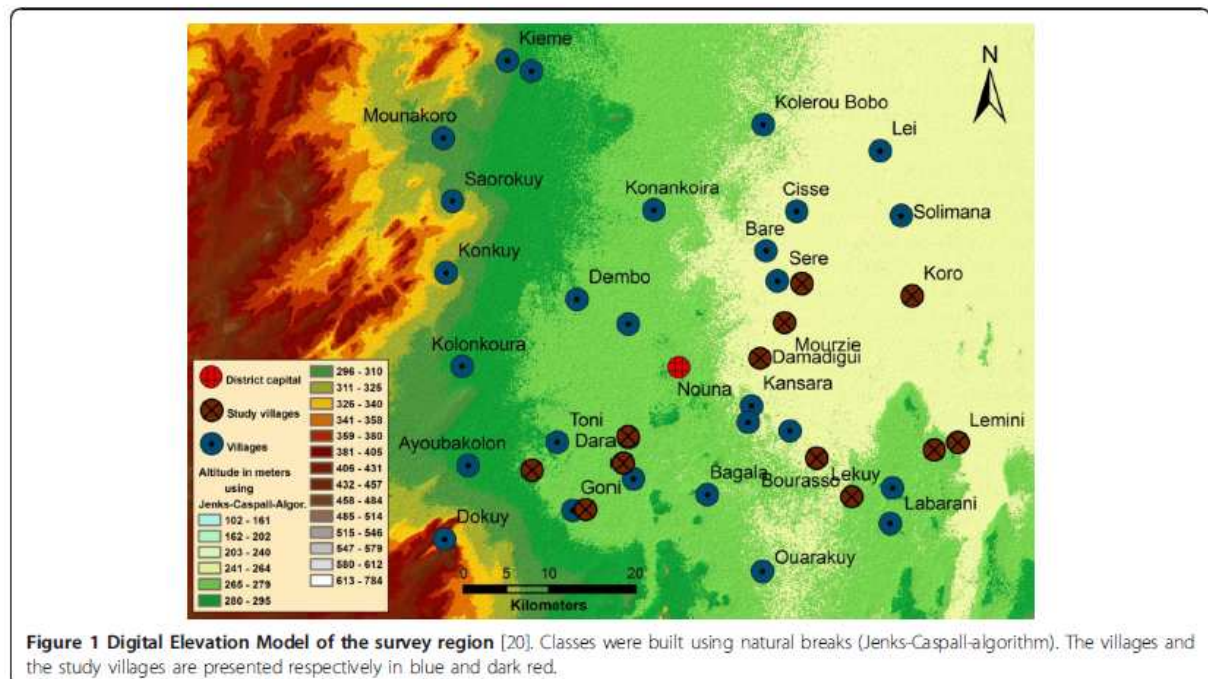 Kieme
N
Kolerou Bobo
Mounakoro
Lei
Saorokuy
Konankoira
Cisse
Solimana
Bare
Konkuy
Sere
Koro
Dembo
Mourzie
Kolonkoura
Damadigui
Nouna
Kansara
Toni
Lemini
Ayoubakolon
Dara
Bagala
Lekuy
Bourasso
Goni
Labarani
Dokuy
Ouarakuy
District capital
Study villages
Villages
Altitude in meters
using
Jenks-Caspall-Algor.
102 - 161
162 - 202
203 - 240
241 - 264
265 - 279
280 - 295
296 - 310
311 - 325
326 - 340
341 - 358
359 - 380
381 - 405
406 - 431
432 - 457
458 - 484
485 - 514
515 - 546
547 - 579
580 - 612
613 - 784
0 5 10 20
Kilometers
Figure 1 Digital Elevation Model of the survey region [20]. Classes were built using natural breaks (Jenks-Caspall-algorithm). The villages and
the study villages are presented respectively in blue and dark red.